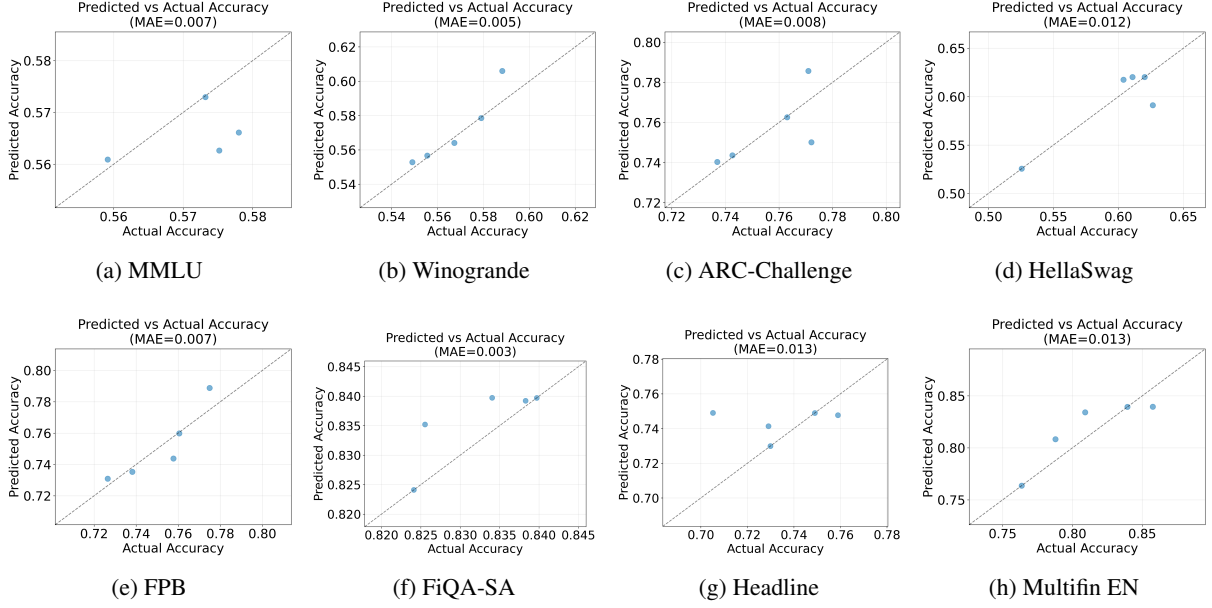 Predicted vs Actual Accuracy
(MAE=0.007)
Predicted Accuracy
0.58
0.57
0.56
0.56 0.57 0.58
Actual Accuracy
(a) MMLU
Predicted vs Actual Accuracy
(MAE=0.005)
Predicted Accuracy
0.62
0.60
0.58
0.56
0.54
0.54 0.56 0.58 0.60 0.62
Actual Accuracy
(b) Winogrande
Predicted vs Actual Accuracy
(MAE=0.008)
Predicted Accuracy
0.80
0.78
0.76
0.74
0.72
0.72 0.74 0.76 0.78 0.80
Actual Accuracy
(c) ARC-Challenge
Predicted vs Actual Accuracy
(MAE=0.012)
Predicted Accuracy
0.65
0.60
0.55
0.50
0.50 0.55 0.60 0.65
Actual Accuracy
(d) HellaSwag
Predicted vs Actual Accuracy
(MAE=0.007)
Predicted Accuracy
0.80
0.78
0.76
0.74
0.72
0.72 0.74 0.76 0.78 0.80
Actual Accuracy
(e) FPB
Predicted vs Actual Accuracy
(MAE=0.003)
Predicted Accuracy
0.845
0.840
0.835
0.830
0.825
0.820
0.820 0.825 0.830 0.835 0.840 0.845
Actual Accuracy
(f) FiQA-SA
Predicted vs Actual Accuracy
(MAE=0.013)
Predicted Accuracy
0.78
0.76
0.74
0.72
0.70
0.70 0.72 0.74 0.76 0.78
Actual Accuracy
(g) Headline
Predicted vs Actual Accuracy
(MAE=0.013)
Predicted Accuracy
0.85
0.80
0.75
0.75 0.80 0.85
Actual Accuracy
(h) Multifin EN